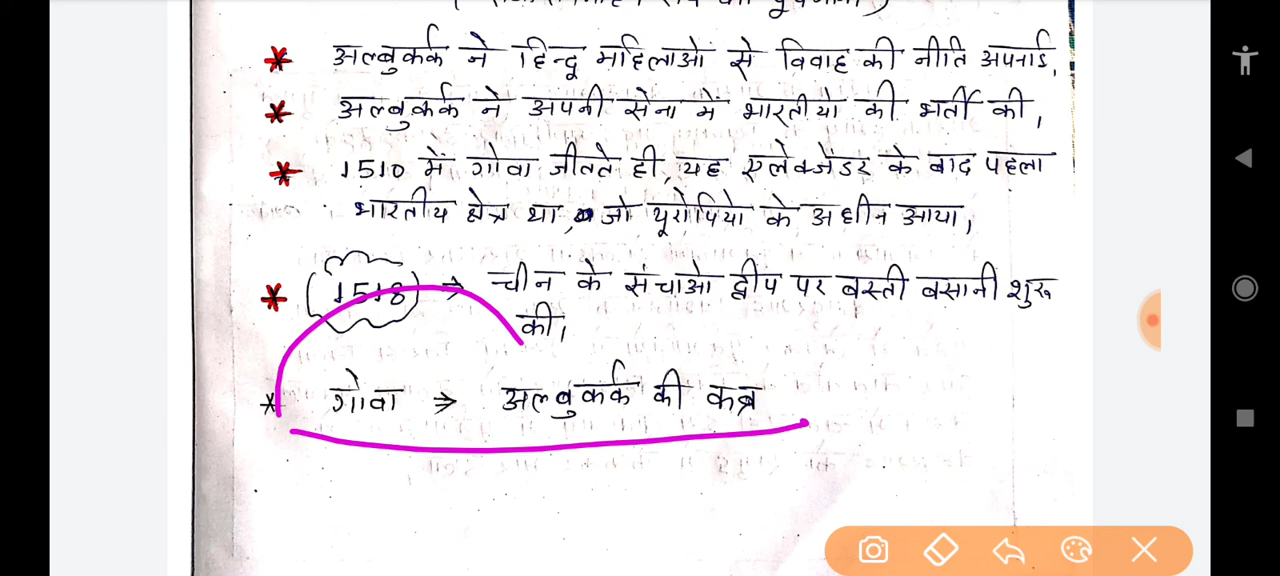 * अल्बुकर्क ने हिन्दू महिलाओ से विवाह की नीति अपनाई,
* अल्बुकर्क ने अपनी सेना मे भारतीयो की भर्ती की,
* 1510 में गोवा जीतते ही, यह एलेक्जेंडर के बाद पहला
भारतीय क्षेत्र था, जो यूरोपियो के अधीन आया,
* (1518) → चीन के संचाओ द्वीप पर बस्ती बसानी शुरू
की,
* गोवा → अल्बुकर्क की कब्र